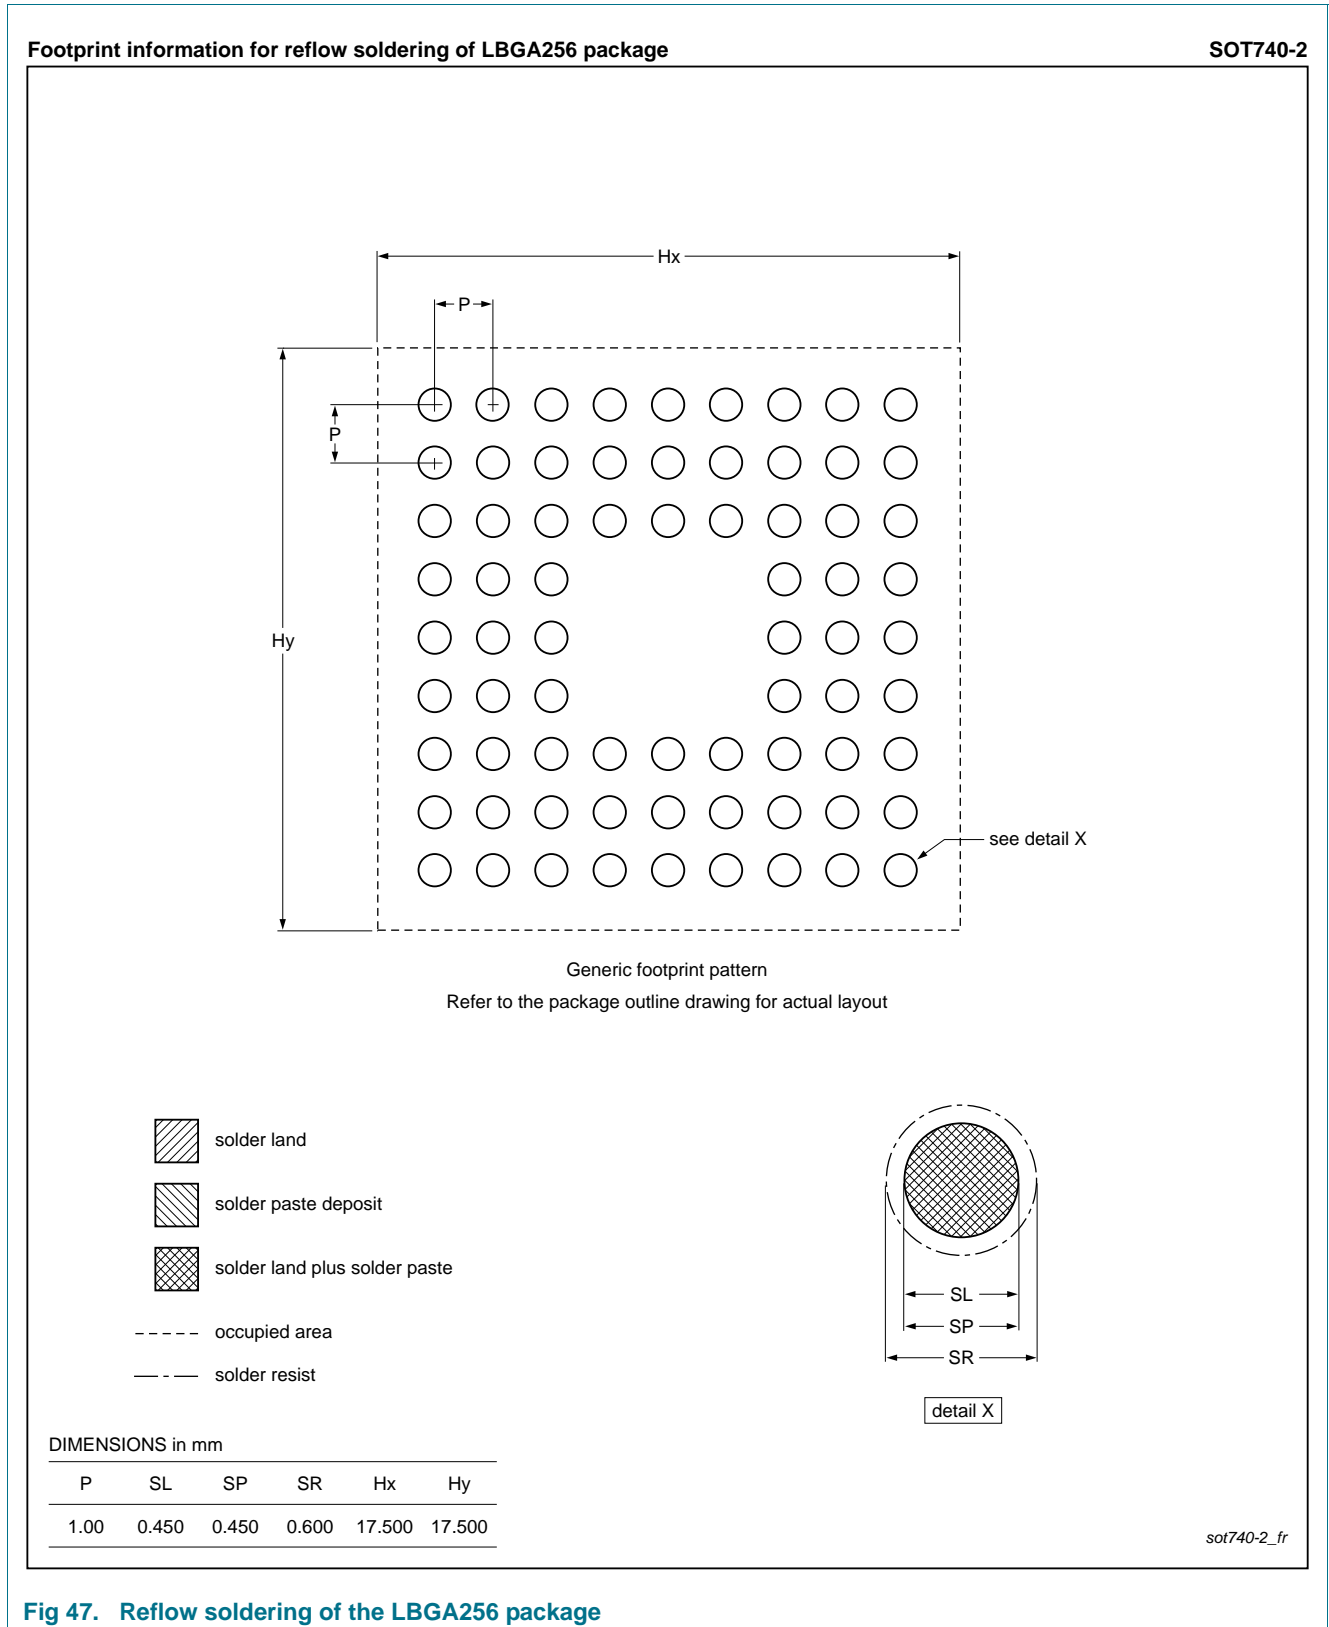 Footprint information for reflow soldering of LBGA256 package SOT740-2
Hx
P
P
Hy
see detail X
Generic footprint pattern
Refer to the package outline drawing for actual layout
solder land
solder paste deposit
solder land plus solder paste
occupied area
solder resist
SL
SP
SR
detail X
DIMENSIONS in mm
P SL SP SR Hx Hy
1.00 0.450 0.450 0.600 17.500 17.500
sot740-2_fr
Fig 47. Reflow soldering of the LBGA256 package